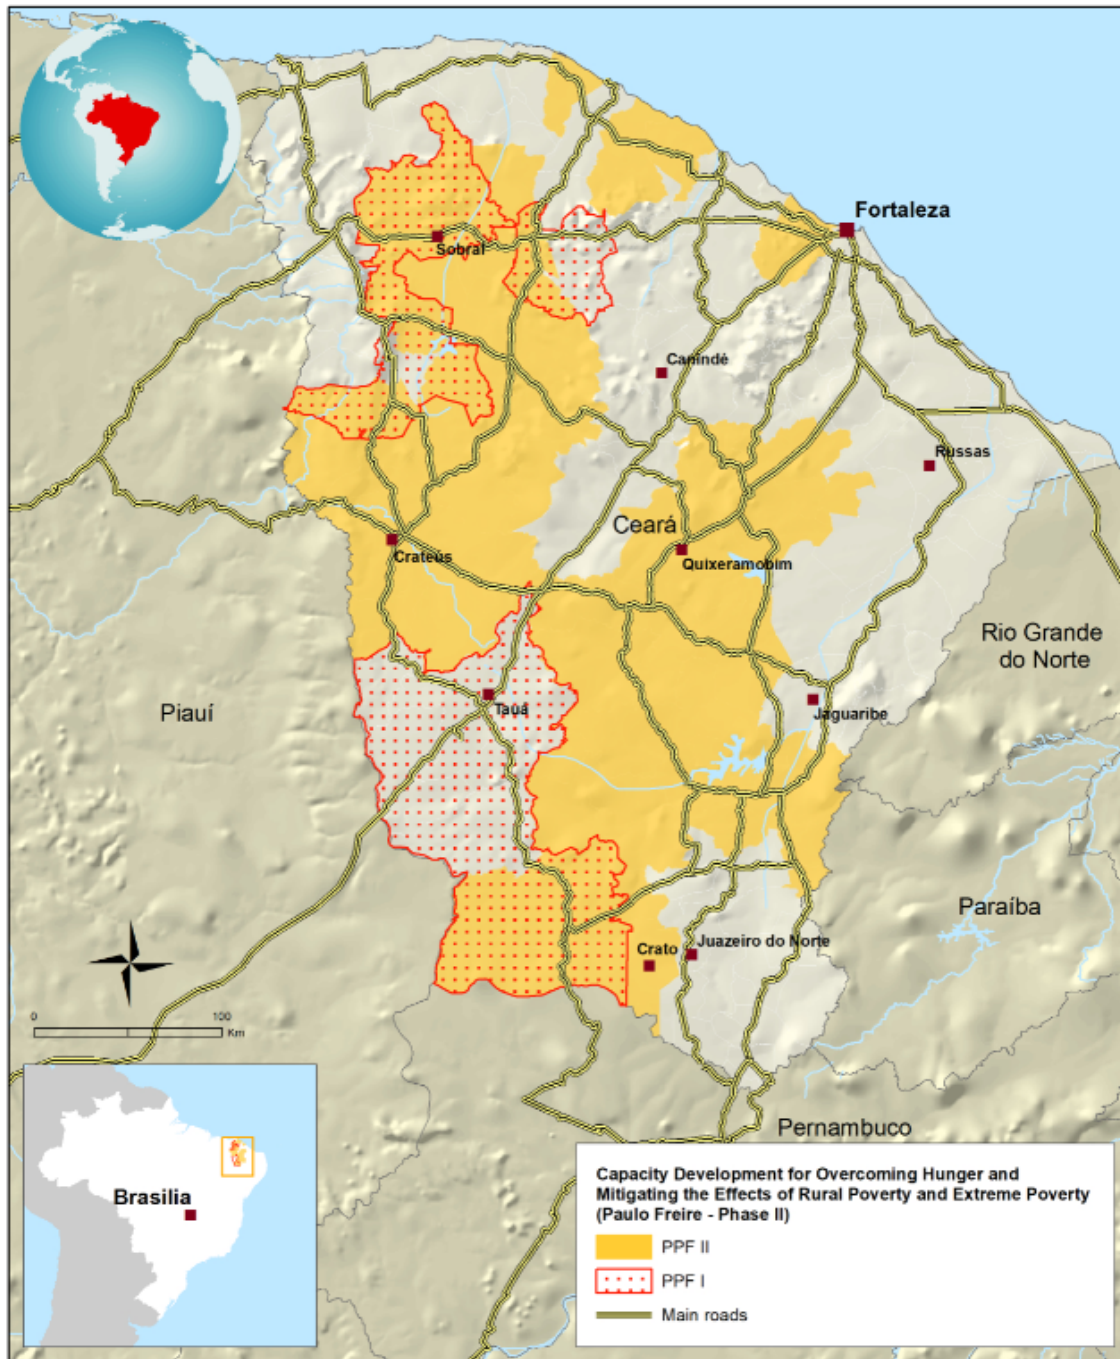 Fortaleza
Sobral
Canindé
Russas
Ceará
Crateús
Quixeramobim
Rio Grande
do Norte
Piauí
Tauá
Jaguaribe
Paraíba
Crato
Juazeiro do Norte
0
100
Km
Pernambuco
Brasilia
Capacity Development for Overcoming Hunger and
Mitigating the Effects of Rural Poverty and Extreme Poverty
(Paulo Freire - Phase II)
PPF II
PPF I
Main roads